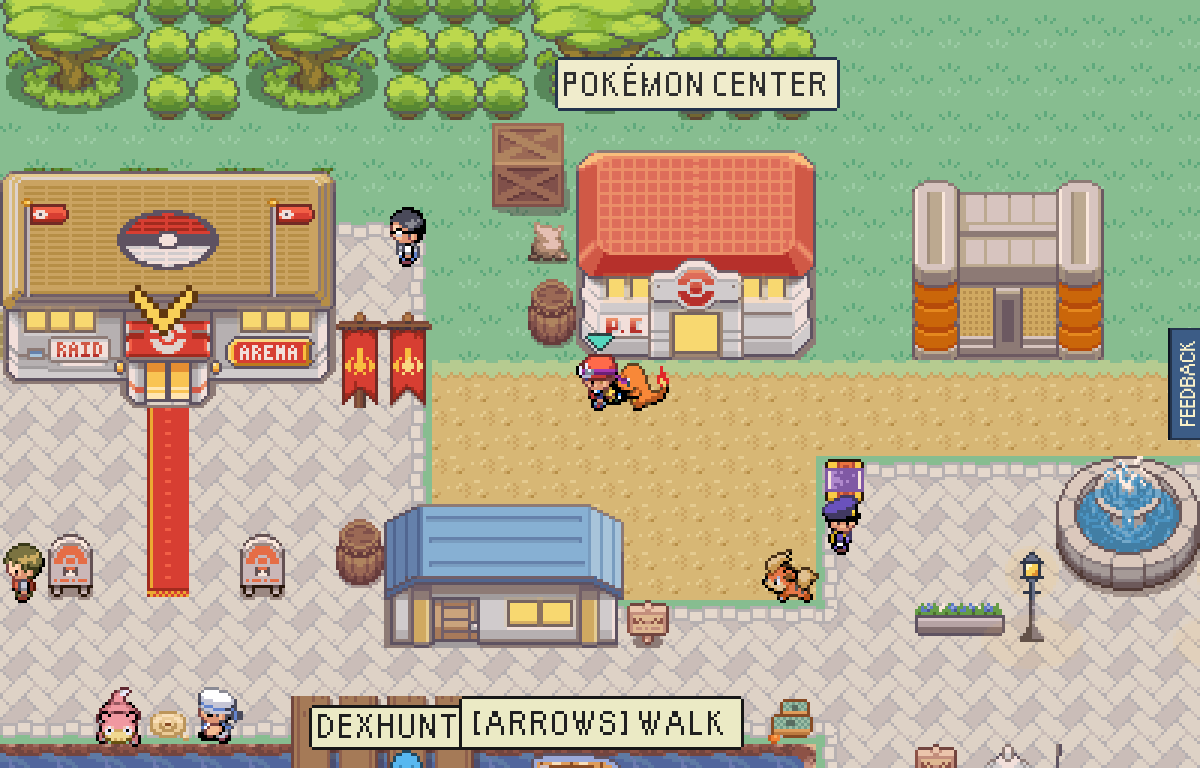 POKÉMON CENTER
P.C
RAID
ARENA
FEEDBACK
DEXHUNT
[ARROWS] WALK